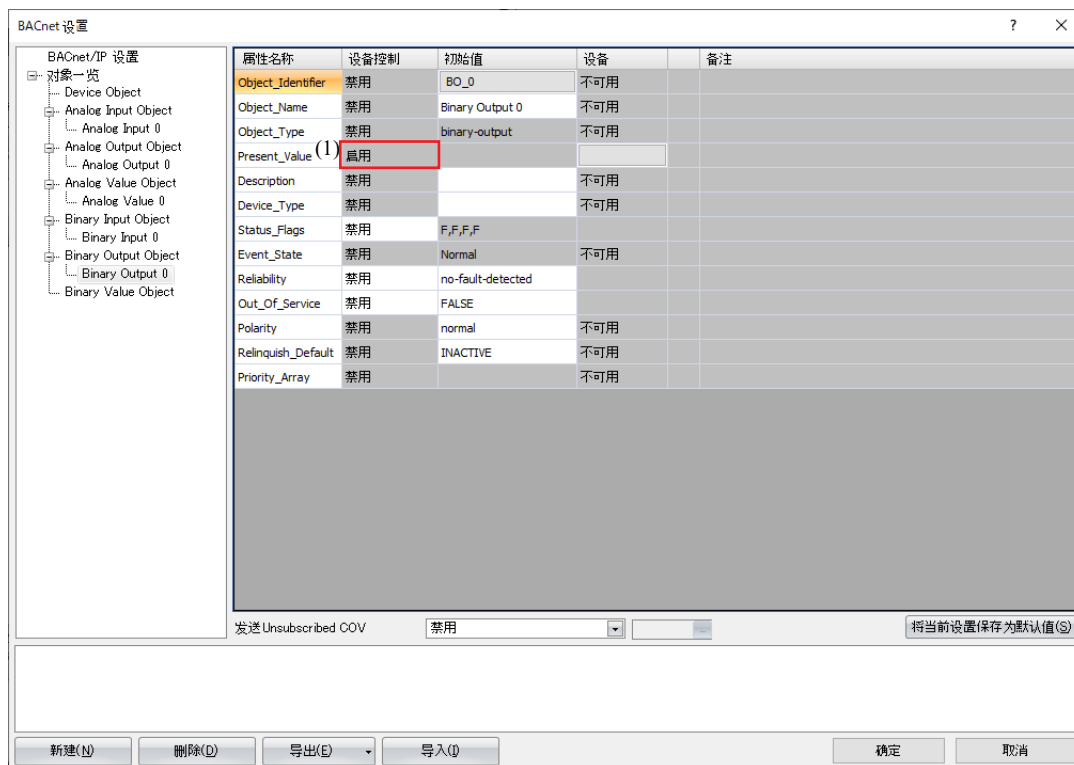 BACnet 设置
?
×
BACnet/IP 设置
对象一览
Device Object
Analog Input Object
Analog Input 0
Analog Output Object
Analog Output 0
Analog Value Object
Analog Value 0
Binary Input Object
Binary Input 0
Binary Output Object
Binary Output 0
Binary Value Object
属性名称 设备控制 初始值 设备 备注
Object_Identifier 禁用 BO_0 不可用
Object_Name 禁用 Binary Output 0 不可用
Object_Type 禁用 binary-output 不可用
Present_Value (1) 启用
Description 禁用 不可用
Device_Type 禁用 不可用
Status_Flags 禁用 F,F,F,F
Event_State 禁用 Normal 不可用
Reliability 禁用 no-fault-detected
Out_Of_Service 禁用 FALSE
Polarity 禁用 normal 不可用
Relinquish_Default 禁用 INACTIVE 不可用
Priority_Array 禁用 不可用
发送 Unsubscribed COV 禁用 将当前设置保存为默认值(S)
新建(N) 删除(D) 导出(E) 导入(I) 确定 取消